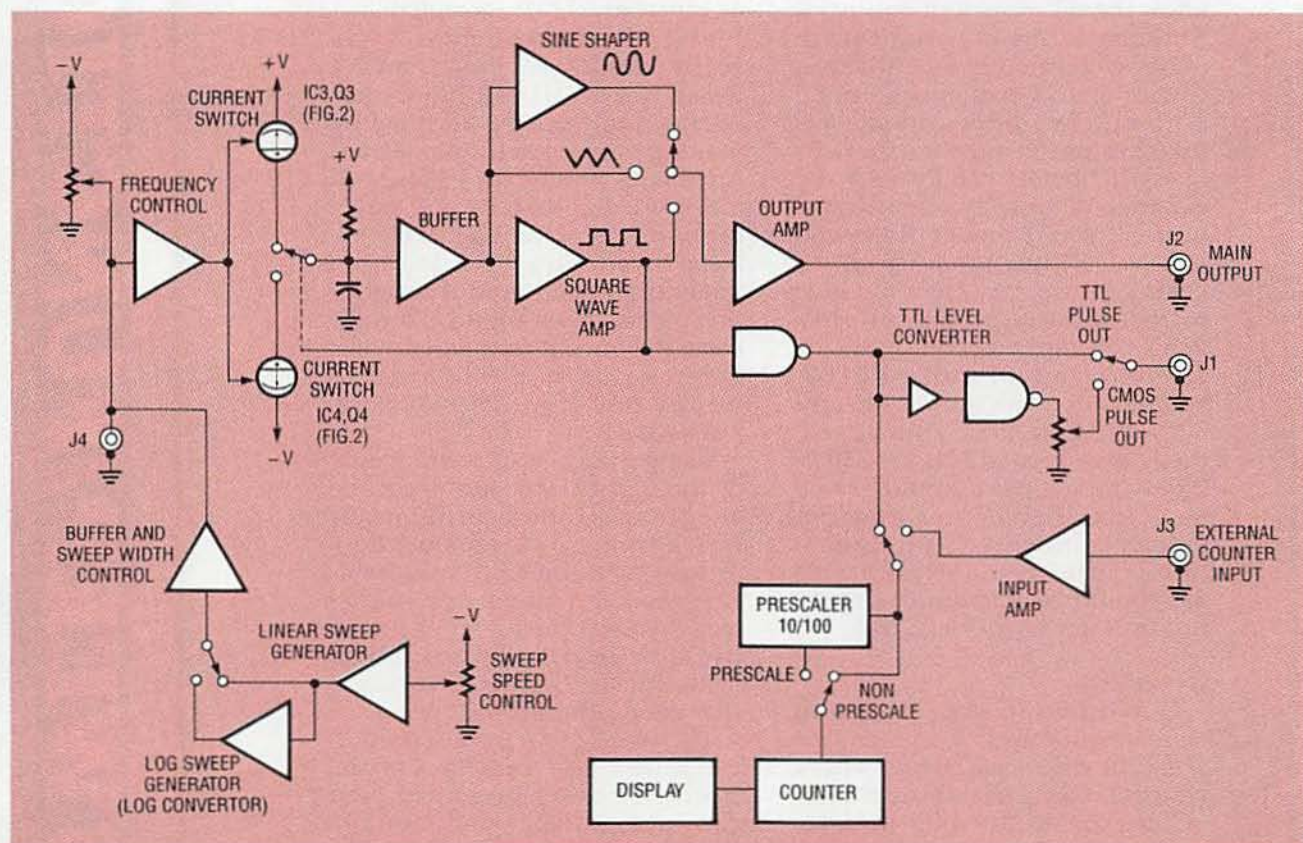 SINE SHAPER
−V
+V
IC3,Q3
(FIG.2)
CURRENT
SWITCH
+V
FREQUENCY
CONTROL
BUFFER
OUTPUT
AMP
J2
MAIN
OUTPUT
SQUARE
WAVE
AMP
TTL LEVEL
CONVERTER
TTL
PULSE
OUT
J1
CURRENT
SWITCH
IC4,Q4
(FIG.2)
CMOS
PULSE
OUT
J4
−V
BUFFER AND
SWEEP WIDTH
CONTROL
J3
EXTERNAL
COUNTER
INPUT
INPUT
AMP
PRESCALER
10/100
LINEAR SWEEP
GENERATOR
−V
SWEEP
SPEED
CONTROL
PRESCALE
NON
PRESCALE
LOG SWEEP
GENERATOR
(LOG CONVERTOR)
DISPLAY
COUNTER